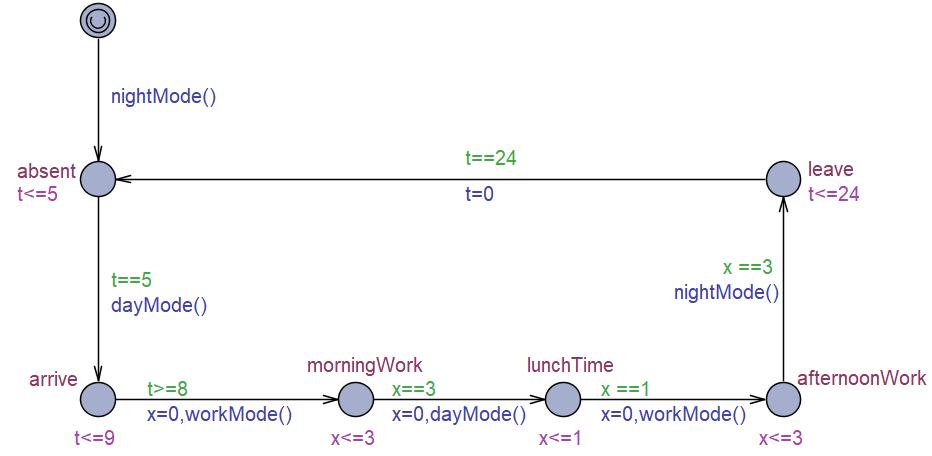 nightMode()
absent
t<=5
t==24
t=0
leave
t<=24
t==5
dayMode()
x ==3
nightMode()
arrive
t<=9
t>=8
x=0,workMode()
morningWork
x<=3
x==3
x=0,dayMode()
lunchTime
x<=1
x ==1
x=0,workMode()
afternoonWork
x<=3